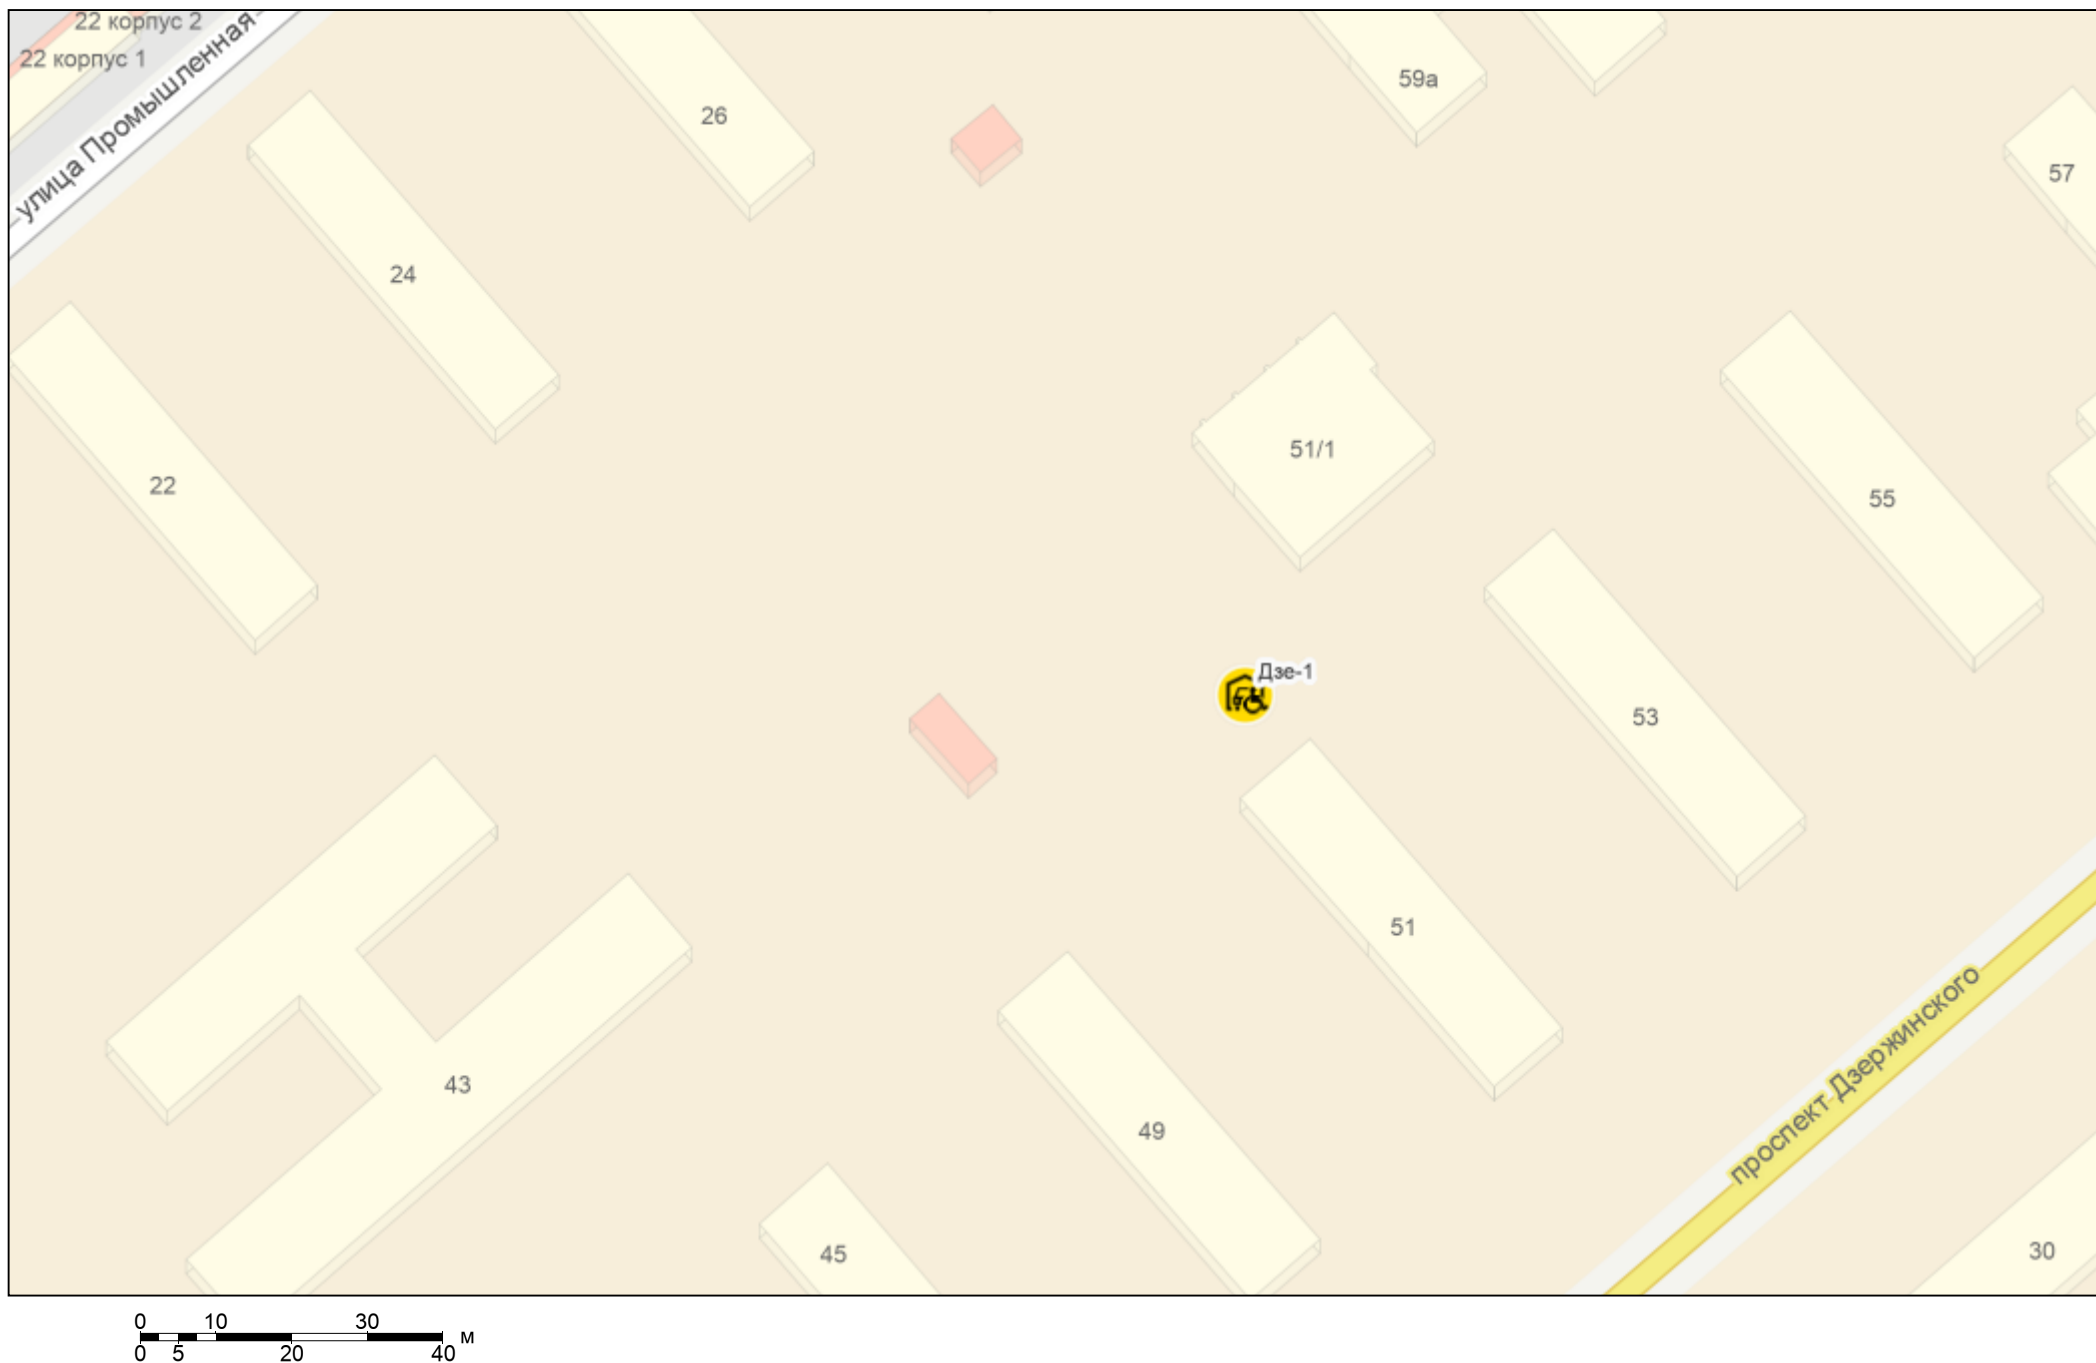 22 корпус 2
22 корпус 1
улица Промышленная
26
59а
57
24
51/1
22
55
Дзе-1
53
51
43
49
проспект Дзержинского
45
30
0 10 30
0 5 20 40 м